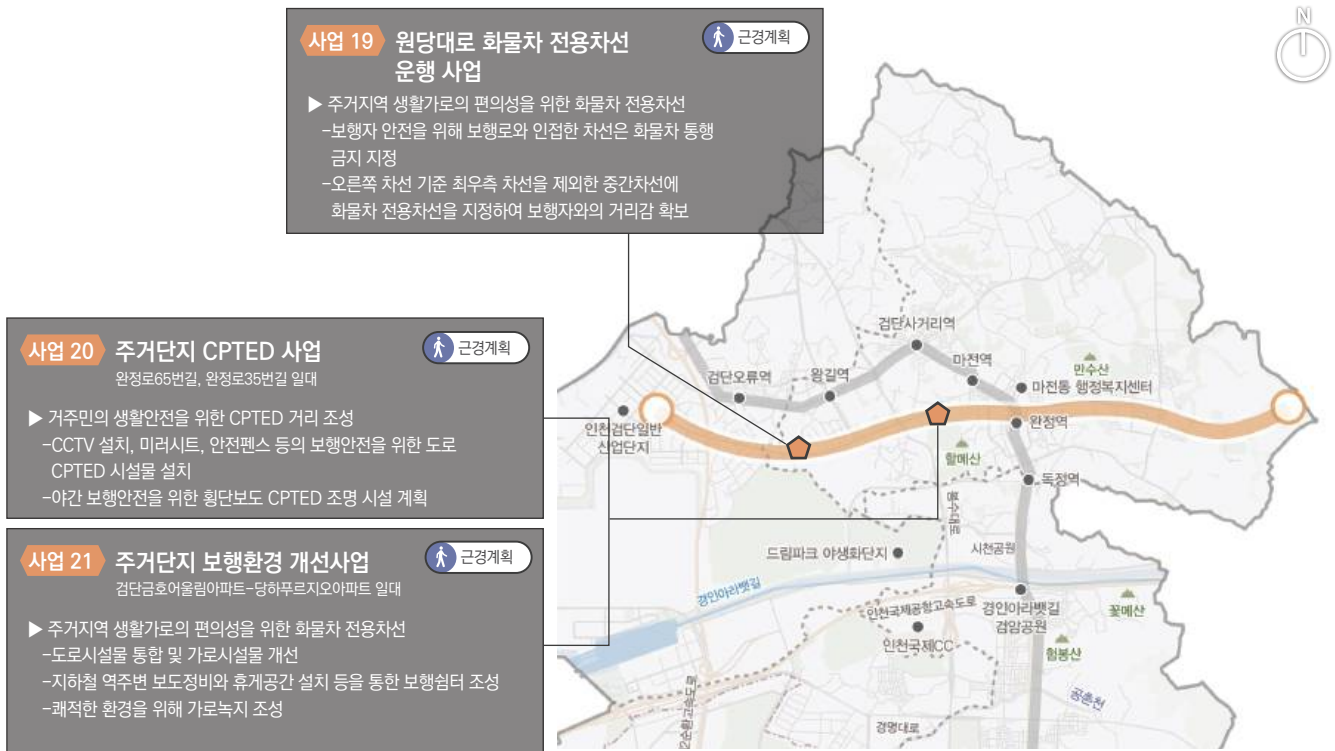 사업 19 원당대로 화물차 전용차선
운행 사업
근경계획
▶ 주거지역 생활가로의 편의성을 위한 화물차 전용차선
-보행자 안전을 위해 보행로와 인접한 차선은 화물차 통행
금지 지정
-오른쪽 차선 기준 최우측 차선을 제외한 중간차선에
화물차 전용차선을 지정하여 보행자와의 거리감 확보
사업 20 주거단지 CPTED 사업
근경계획
완정로65번길, 완정로35번길 일대
▶ 거주민의 생활안전을 위한 CPTED 거리 조성
-CCTV 설치, 미러시트, 안전펜스 등의 보행안전을 위한 도로
CPTED 시설물 설치
-야간 보행안전을 위한 횡단보도 CPTED 조명 시설 계획
사업 21 주거단지 보행환경 개선사업
근경계획
검단금호어울림아파트-당하푸르지오아파트 일대
▶ 주거지역 생활가로의 편의성을 위한 화물차 전용차선
-도로시설물 통합 및 가로시설물 개선
-지하철 역주변 보도정비와 휴게공간 설치 등을 통한 보행쉼터 조성
-쾌적한 환경을 위해 가로녹지 조성
N
검단사거리역
마전역
만수산
마전동 행정복지센터
검단오류역
왕길역
인천검단일반
산업단지
완정역
할메산
독정역
봉수대로
드림파크 야생화단지
시천공원
경인아라뱃길
인천국제공항고속도로
경인아라뱃길
검암공원
꽃메산
인천국제CC
험봉산
공촌천
경명대로